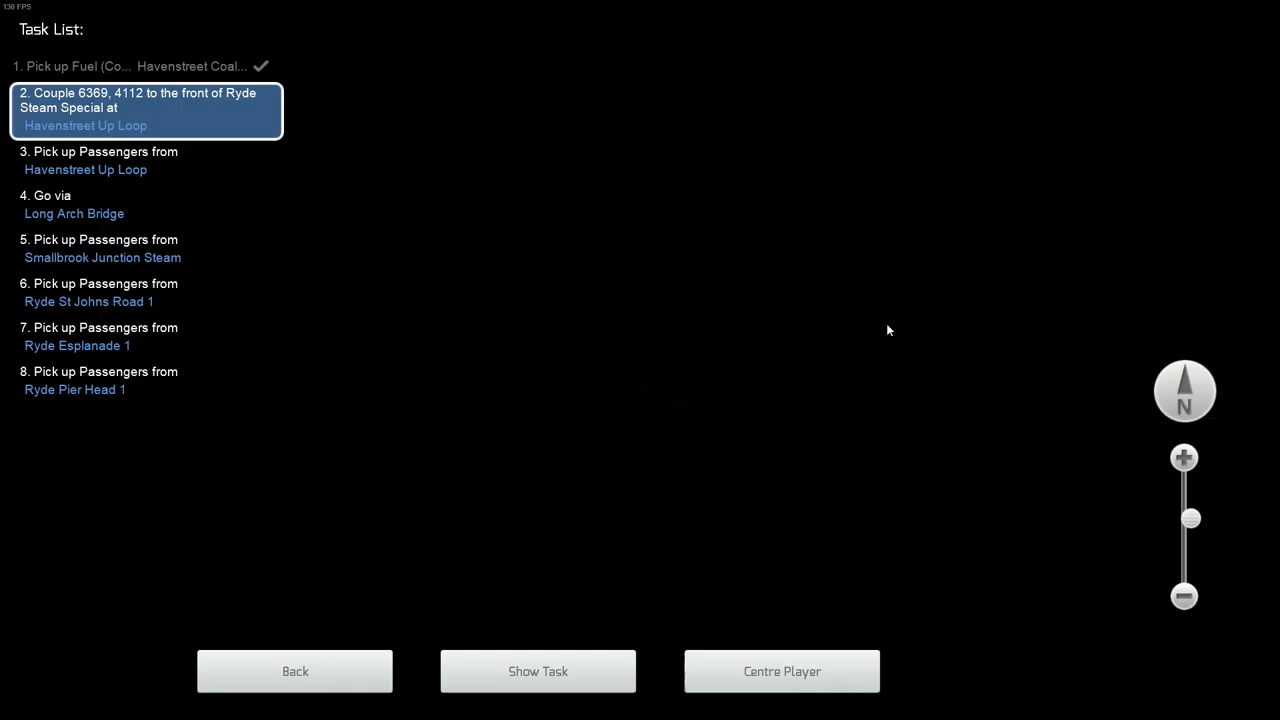 130 FPS
Task List:
1. Pick up Fuel (Co... Havenstreet Coal...
2. Couple 6369, 4112 to the front of Ryde
Steam Special at
Havenstreet Up Loop
3. Pick up Passengers from
Havenstreet Up Loop
4. Go via
Long Arch Bridge
5. Pick up Passengers from
Smallbrook Junction Steam
6. Pick up Passengers from
Ryde St Johns Road 1
7. Pick up Passengers from
Ryde Esplanade 1
8. Pick up Passengers from
Ryde Pier Head 1
N
Back
Show Task
Centre Player